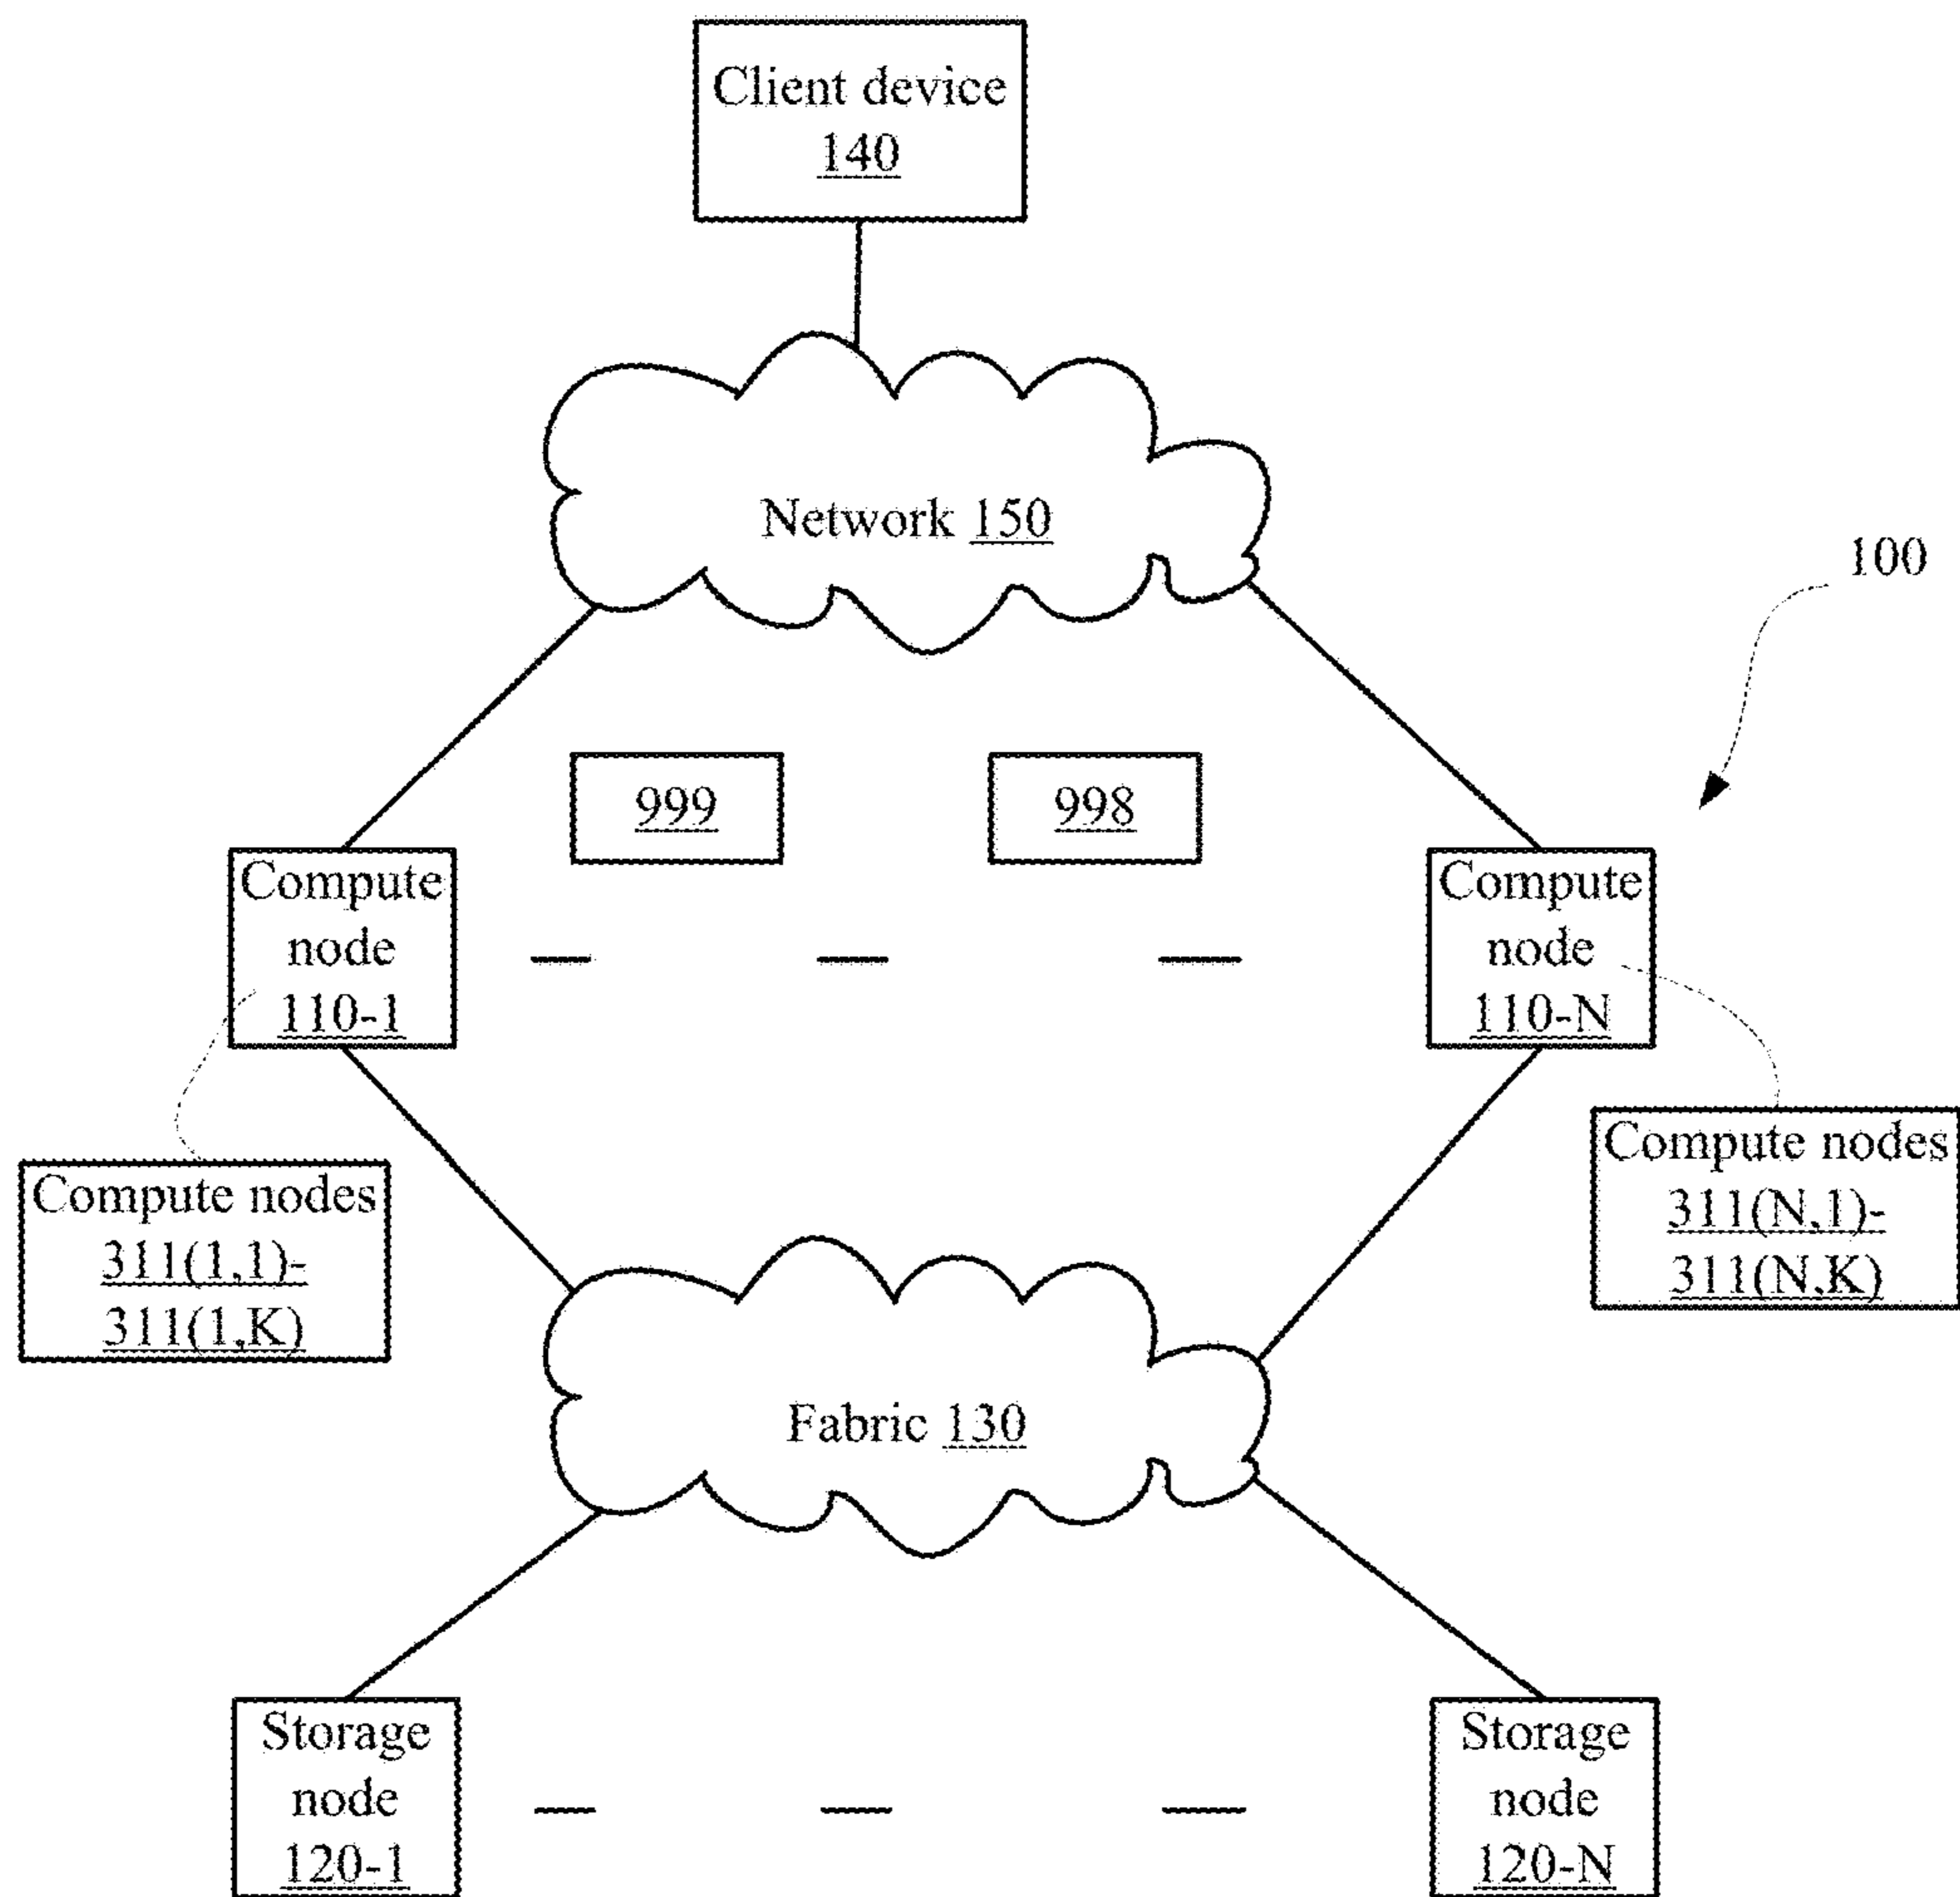 Client device
140
Network 150
100
999
998
Compute
node
110-1
Compute
node
110-N
Compute nodes
311(1,1)-
311(1,K)
Compute nodes
311(N,1)-
311(N,K)
Fabric 130
Storage
node
120-1
Storage
node
120-N